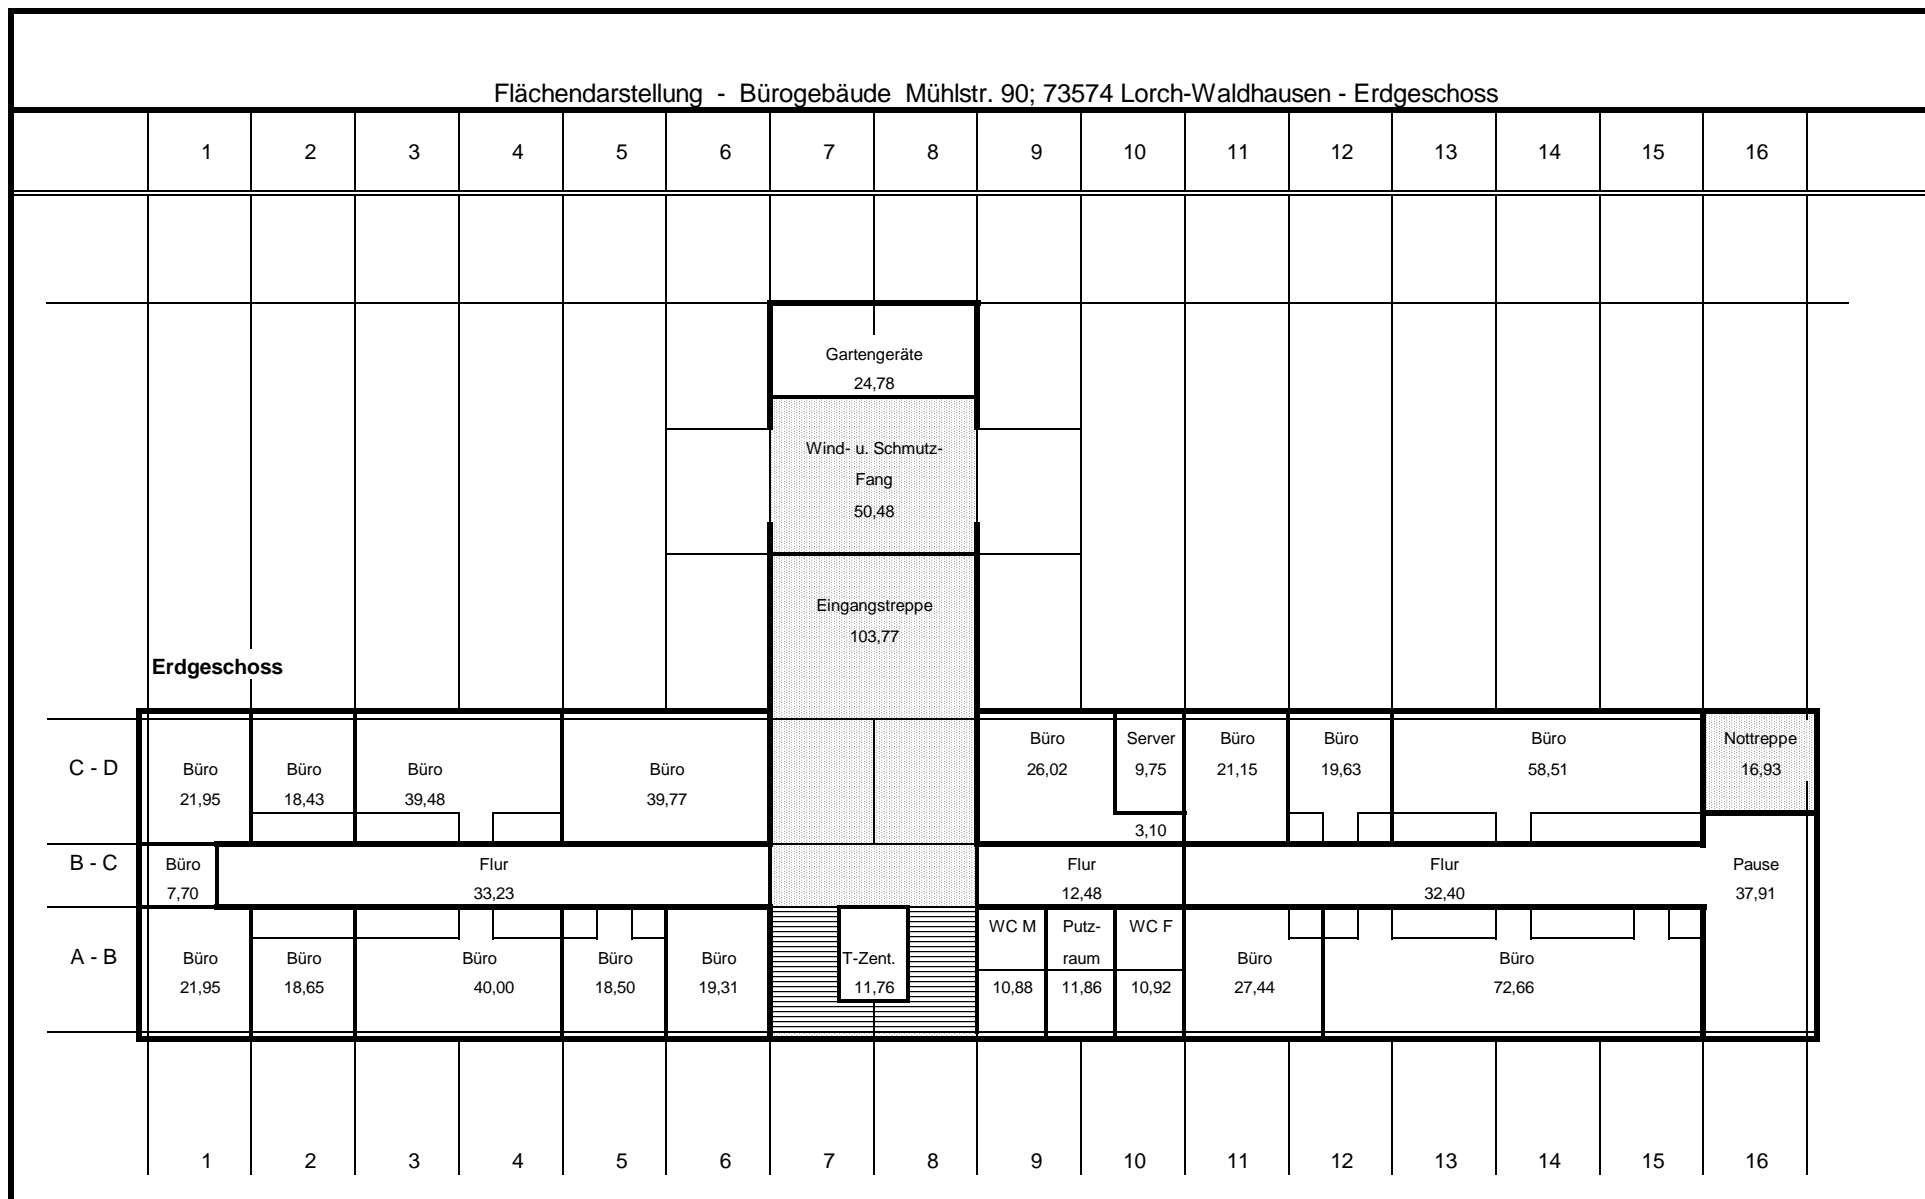 Flächendarstellung - Bürogebäude Mühlstr. 90; 73574 Lorch-Waldhausen - Erdgeschoss
1 2 3 4 5 6 7 8 9 10 11 12 13 14 15 16
Gartengeräte
24,78
Wind- u. Schmutz-
Fang
50,48
Eingangstreppe
103,77
Erdgeschoss
Büro Server Büro Büro Büro Nottreppe
C - D Büro Büro Büro Büro 26,02 9,75 21,15 19,63 58,51 16,93
21,95 18,43 39,48 39,77
3,10
B - C Büro Flur Flur Flur Pause
7,70 33,23 12,48 32,40 37,91
WC M Putz- WC F
A - B Büro Büro Büro Büro Büro T-Zent. raum Büro Büro
21,95 18,65 40,00 18,50 19,31 11,76 10,88 11,86 10,92 27,44 72,66
1 2 3 4 5 6 7 8 9 10 11 12 13 14 15 16